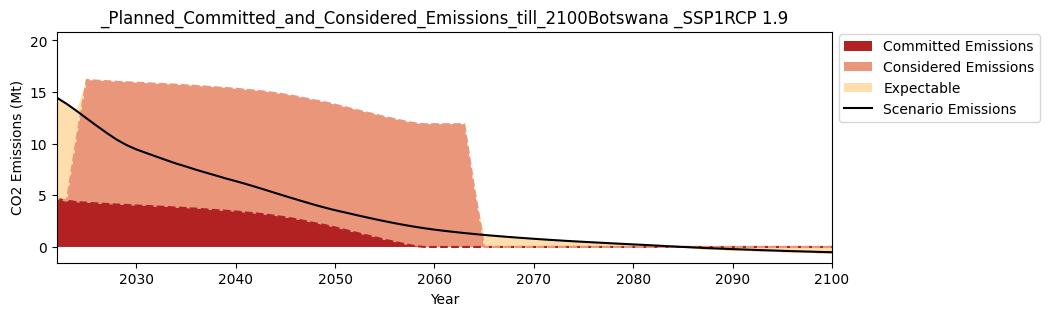 _Planned_Committed_and_Considered_Emissions_till_2100Botswana _SSP1RCP 1.9
CO2 Emissions (Mt)
20
15
10
5
0
2030 2040 2050 2060 2070 2080 2090 2100
Year
Committed Emissions
Considered Emissions
Expectable
Scenario Emissions